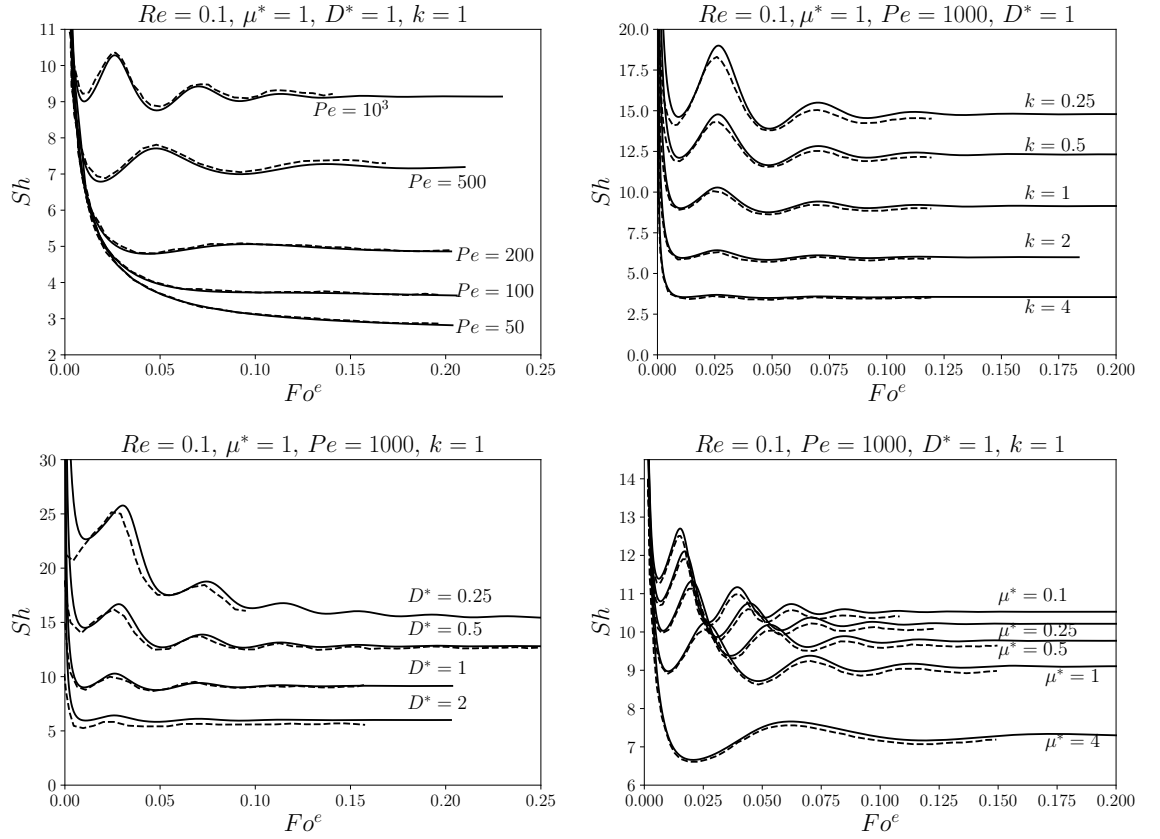 Re = 0.1, μ* = 1, D* = 1, k = 1
Sh
11
10
9
8
7
6
5
4
3
2
Pe = 10³
Pe = 500
Pe = 200
Pe = 100
Pe = 50
0.00 0.05 0.10 0.15 0.20 0.25
Foᵉ
Re = 0.1, μ* = 1, Pe = 1000, D* = 1
Sh
20.0
17.5
15.0
12.5
10.0
7.5
5.0
2.5
0.0
k = 0.25
k = 0.5
k = 1
k = 2
k = 4
0.000 0.025 0.050 0.075 0.100 0.125 0.150 0.175 0.200
Foᵉ
Re = 0.1, μ* = 1, Pe = 1000, k = 1
Sh
30
25
20
15
10
5
0
D* = 0.25
D* = 0.5
D* = 1
D* = 2
0.00 0.05 0.10 0.15 0.20 0.25
Foᵉ
Re = 0.1, Pe = 1000, D* = 1, k = 1
Sh
14
13
12
11
10
9
8
7
6
μ* = 0.1
μ* = 0.25
μ* = 0.5
μ* = 1
μ* = 4
0.000 0.025 0.050 0.075 0.100 0.125 0.150 0.175 0.200
Foᵉ